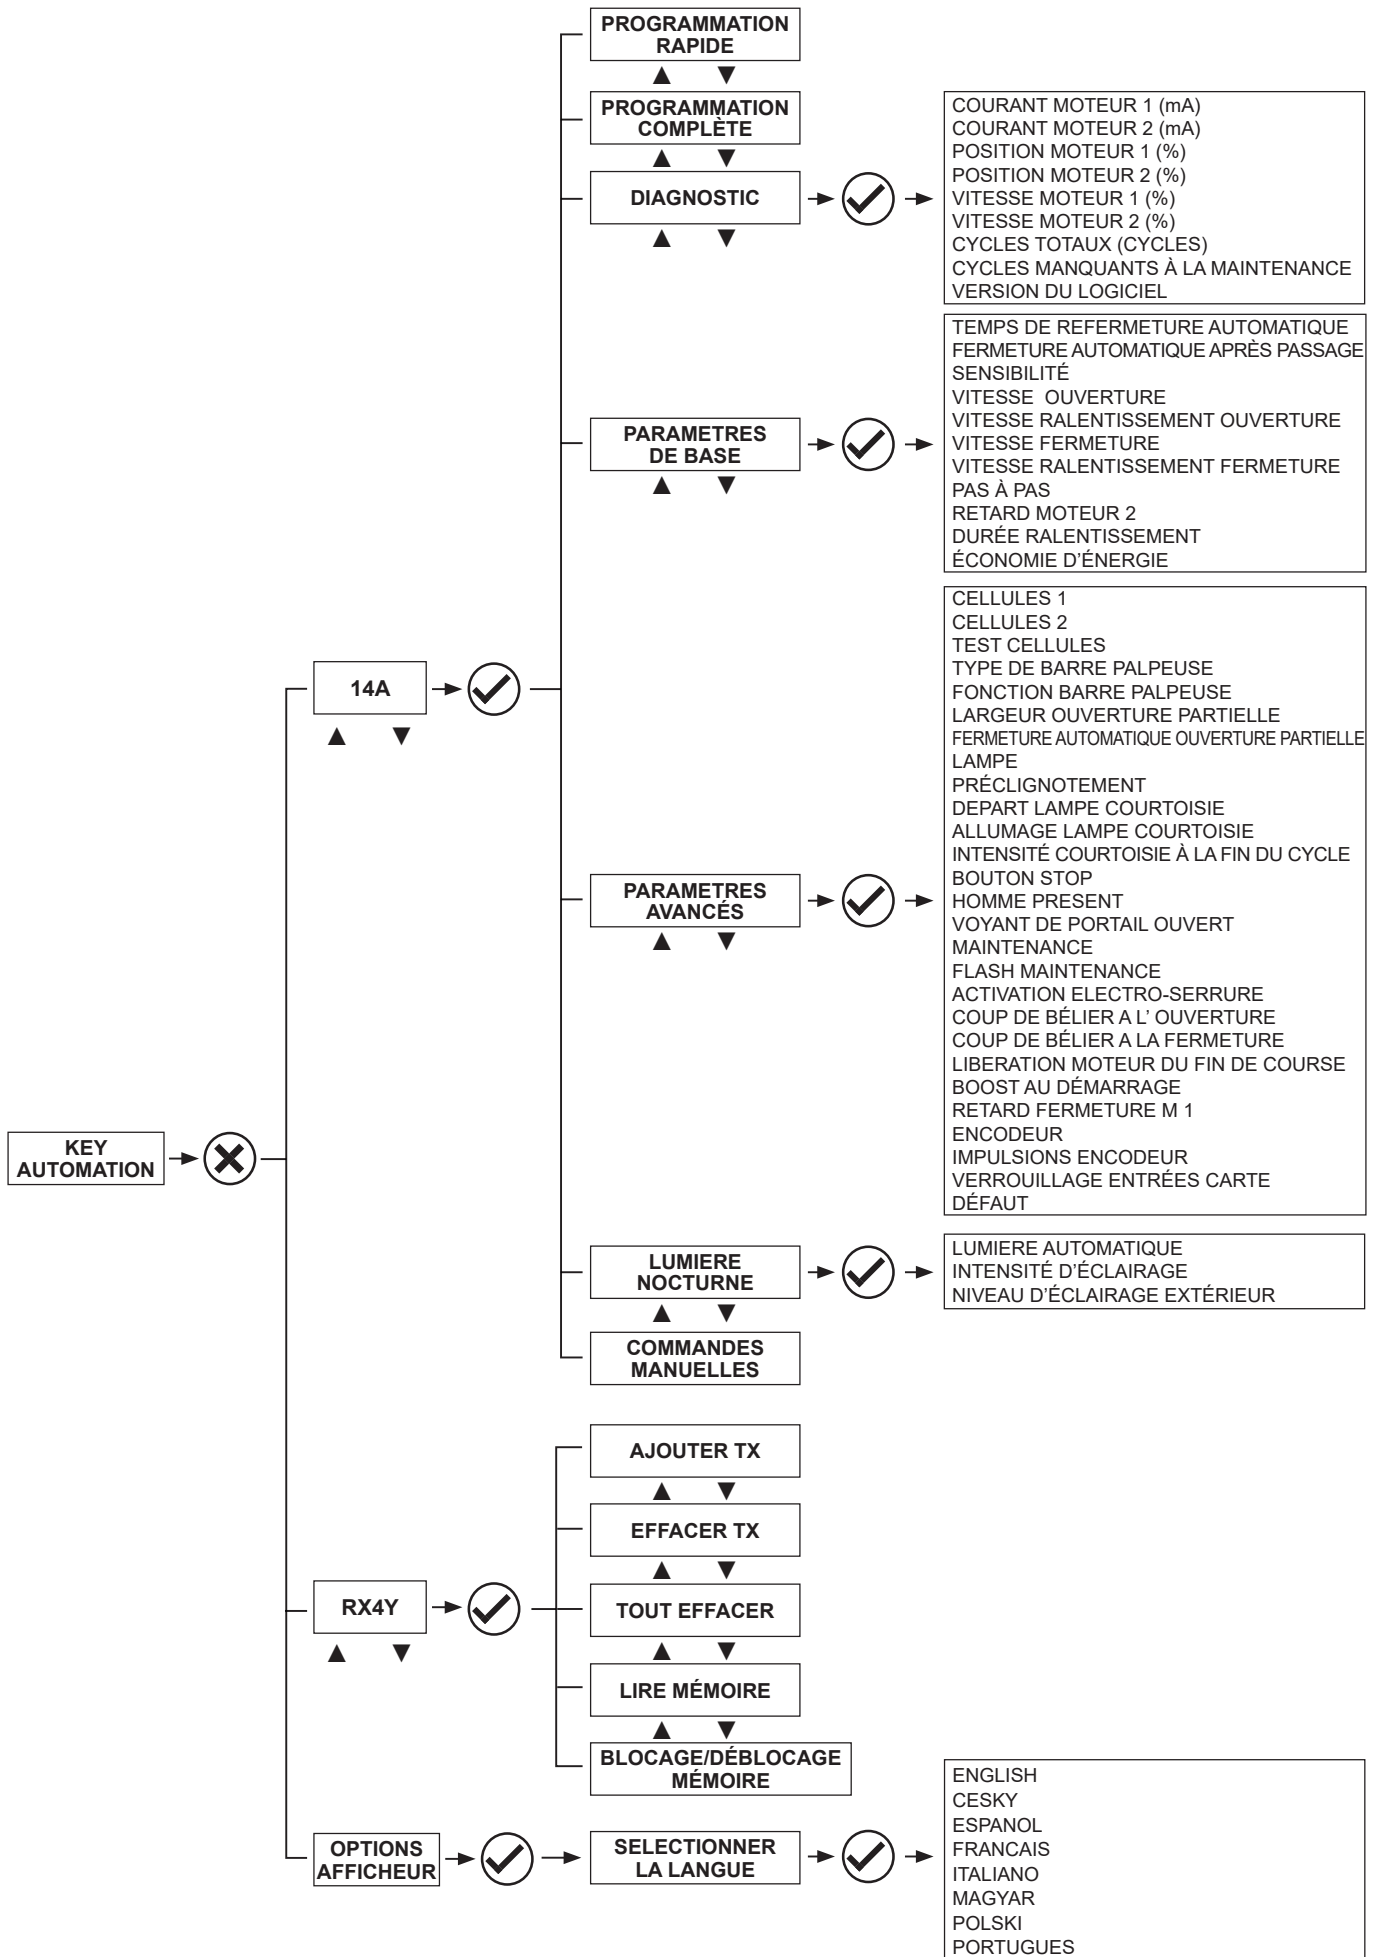 PROGRAMMATION
RAPIDE
PROGRAMMATION
COMPLÈTE
DIAGNOSTIC
COURANT MOTEUR 1 (mA)
COURANT MOTEUR 2 (mA)
POSITION MOTEUR 1 (%)
POSITION MOTEUR 2 (%)
VITESSE MOTEUR 1 (%)
VITESSE MOTEUR 2 (%)
CYCLES TOTAUX (CYCLES)
CYCLES MANQUANTS À LA MAINTENANCE
VERSION DU LOGICIEL
PARAMETRES
DE BASE
TEMPS DE REFERMETURE AUTOMATIQUE
FERMETURE AUTOMATIQUE APRÈS PASSAGE
SENSIBILITÉ
VITESSE OUVERTURE
VITESSE RALENTISSEMENT OUVERTURE
VITESSE FERMETURE
VITESSE RALENTISSEMENT FERMETURE
PAS À PAS
RETARD MOTEUR 2
DURÉE RALENTISSEMENT
ÉCONOMIE D'ÉNERGIE
14A
PARAMETRES
AVANCÉS
CELLULES 1
CELLULES 2
TEST CELLULES
TYPE DE BARRE PALPEUSE
FONCTION BARRE PALPEUSE
LARGEUR OUVERTURE PARTIELLE
FERMETURE AUTOMATIQUE OUVERTURE PARTIELLE
LAMPE
PRÉCLIGNOTEMENT
DEPART LAMPE COURTOISIE
ALLUMAGE LAMPE COURTOISIE
INTENSITÉ COURTOISIE À LA FIN DU CYCLE
BOUTON STOP
HOMME PRESENT
VOYANT DE PORTAIL OUVERT
MAINTENANCE
FLASH MAINTENANCE
ACTIVATION ELECTRO-SERRURE
COUP DE BÉLIER A L' OUVERTURE
COUP DE BÉLIER A LA FERMETURE
LIBERATION MOTEUR DU FIN DE COURSE
BOOST AU DÉMARRAGE
RETARD FERMETURE M 1
ENCODEUR
IMPULSIONS ENCODEUR
VERROUILLAGE ENTRÉES CARTE
DÉFAUT
KEY
AUTOMATION
LUMIERE
NOCTURNE
LUMIERE AUTOMATIQUE
INTENSITÉ D'ÉCLAIRAGE
NIVEAU D'ÉCLAIRAGE EXTÉRIEUR
COMMANDES
MANUELLES
AJOUTER TX
EFFACER TX
RX4Y
TOUT EFFACER
LIRE MÉMOIRE
BLOCAGE/DÉBLOCAGE
MÉMOIRE
OPTIONS
AFFICHEUR
SELECTIONNER
LA LANGUE
ENGLISH
CESKY
ESPANOL
FRANCAIS
ITALIANO
MAGYAR
POLSKI
PORTUGUES